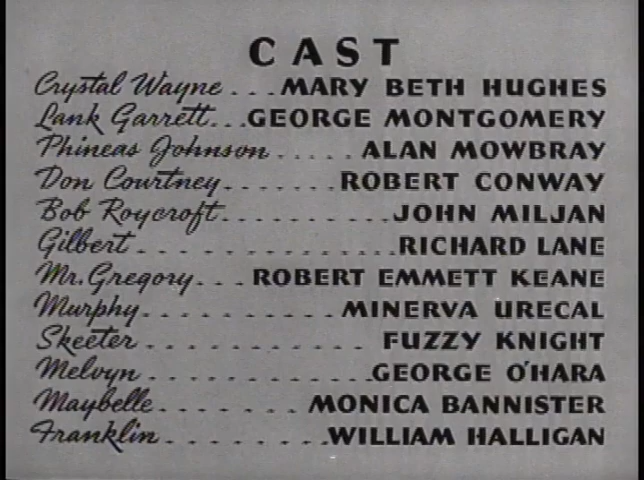 CAST
Crystal Wayne . . . MARY BETH HUGHES
Lank Garrett . . . GEORGE MONTGOMERY
Phineas Johnson . . . . . ALAN MOWBRAY
Don Courtney . . . . . . . ROBERT CONWAY
Bob Roycroft . . . . . . . . . . JOHN MILJAN
Gilbert . . . . . . . . . . . . . . RICHARD LANE
Mr. Gregory . . . ROBERT EMMETT KEANE
Murphy . . . . . . . . . . MINERVA URECAL
Skeeter . . . . . . . . . . . FUZZY KNIGHT
Melvyn . . . . . . . . . . . . GEORGE O'HARA
Maybelle . . . . . . . MONICA BANNISTER
Franklin . . . . . . . . WILLIAM HALLIGAN